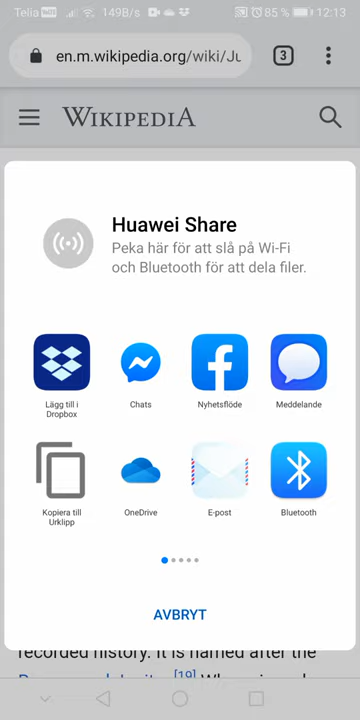 Telia VoLTE 149B/s 85 % 12:13
en.m.wikipedia.org/wiki/Ju
3
WIKIPEDIA
Huawei Share
Peka här för att slå på Wi-Fi
och Bluetooth för att dela filer.
Lägg till i
Dropbox
Chats
Nyhetsflöde
Meddelande
Kopiera till
Urklipp
OneDrive
E-post
Bluetooth
AVBRYT
recorded history. It is named after the
[19]